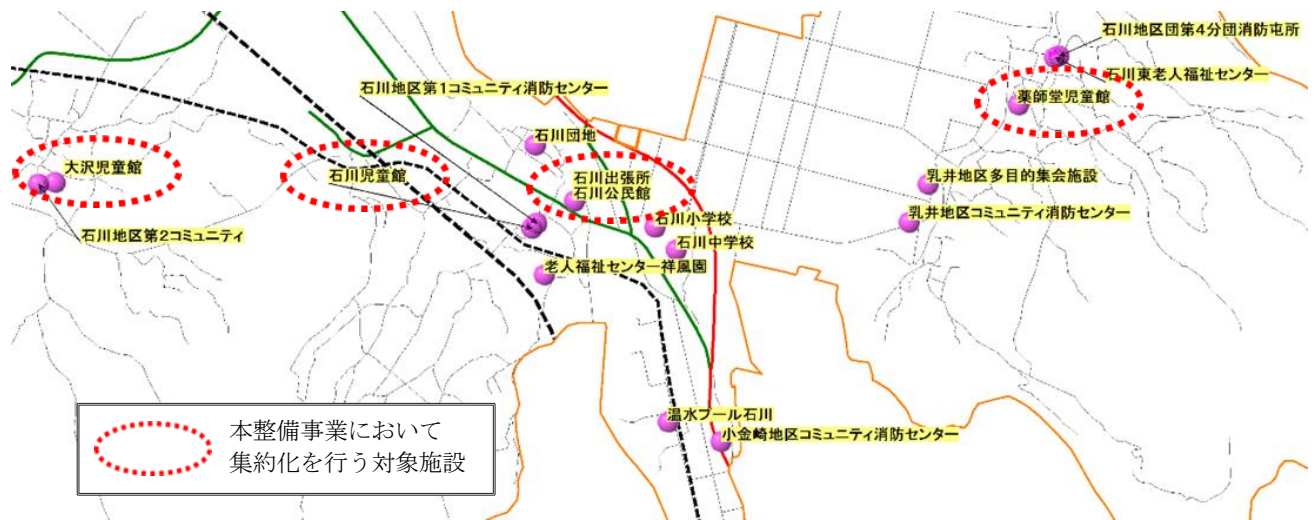 石川地区団第4分団消防屯所
石川東老人福祉センター
薬師堂児童館
石川地区第1コミュニティ消防センター
石川団地
大沢児童館
石川児童館
石川出張所
石川公民館
乳井地区多目的集会施設
乳井地区コミュニティ消防センター
石川小学校
石川中学校
石川地区第2コミュニティ
老人福祉センター祥風園
温水プール石川
小金崎地区コミュニティ消防センター
本整備事業において
集約化を行う対象施設